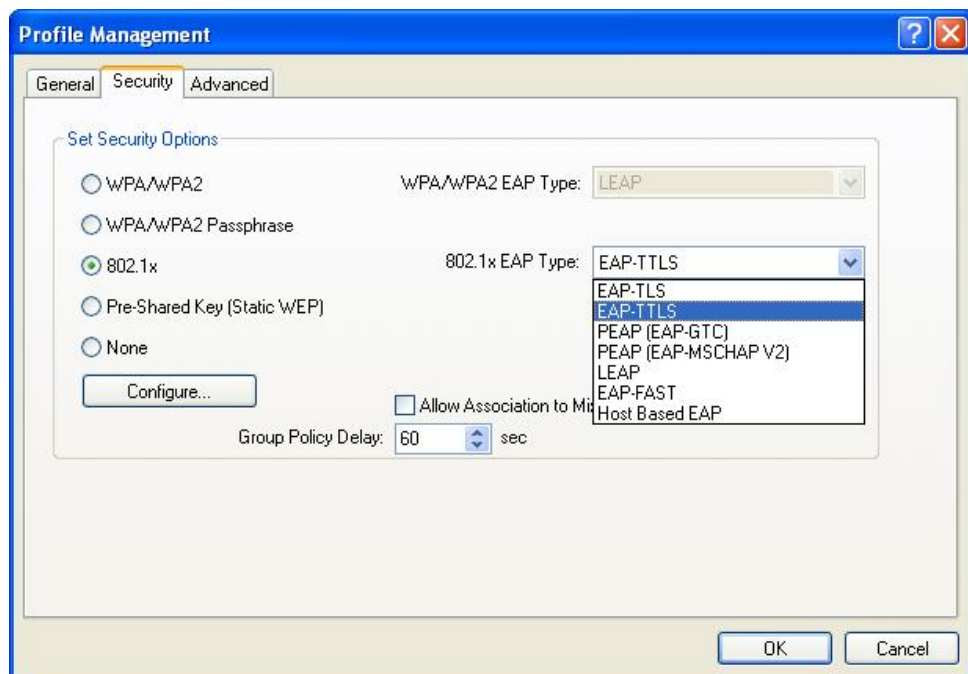 Profile Management
General Security Advanced
Set Security Options
WPA/WPA2 WPA/WPA2 EAP Type: LEAP
WPA/WPA2 Passphrase
802.1x 802.1x EAP Type: EAP-TTLS
EAP-TLS
EAP-TTLS
Pre-Shared Key (Static WEP)
PEAP (EAP-GTC)
PEAP (EAP-MSCHAP V2)
None
LEAP
EAP-FAST
Host Based EAP
Configure...
Allow Association to
Group Policy Delay: 60 sec
OK Cancel